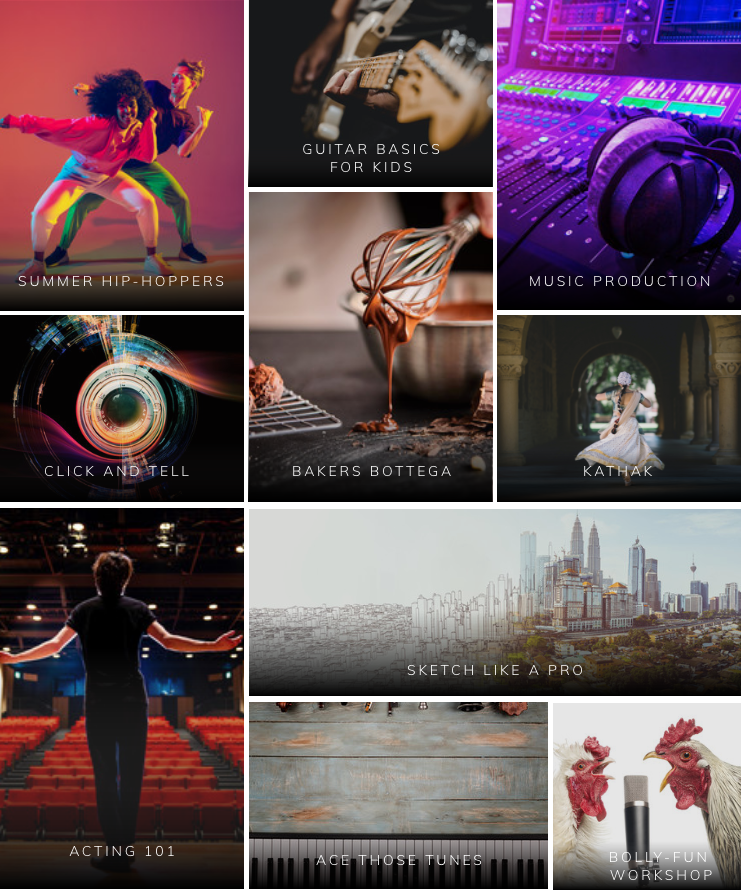 GUITAR BASICS
FOR KIDS
SUMMER HIP-HOPPERS
MUSIC PRODUCTION
CLICK AND TELL
BAKERS BOTTEGA
KATHAK
SKETCH LIKE A PRO
ACTING 101
ACE THOSE TUNES
BOLLY-FUN
WORKSHOP